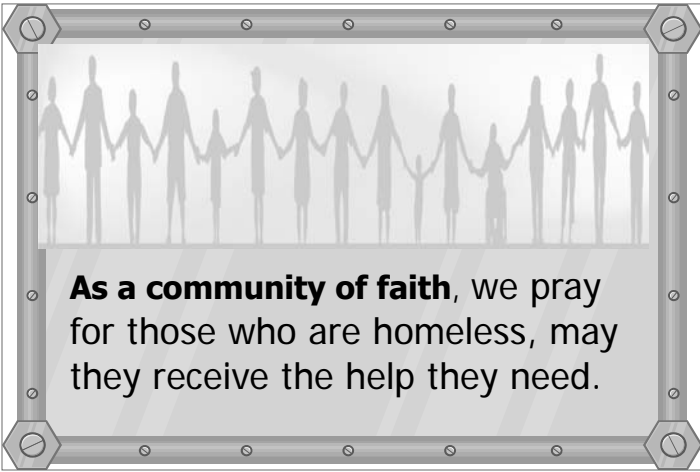 As a community of faith, we pray
for those who are homeless, may
they receive the help they need.